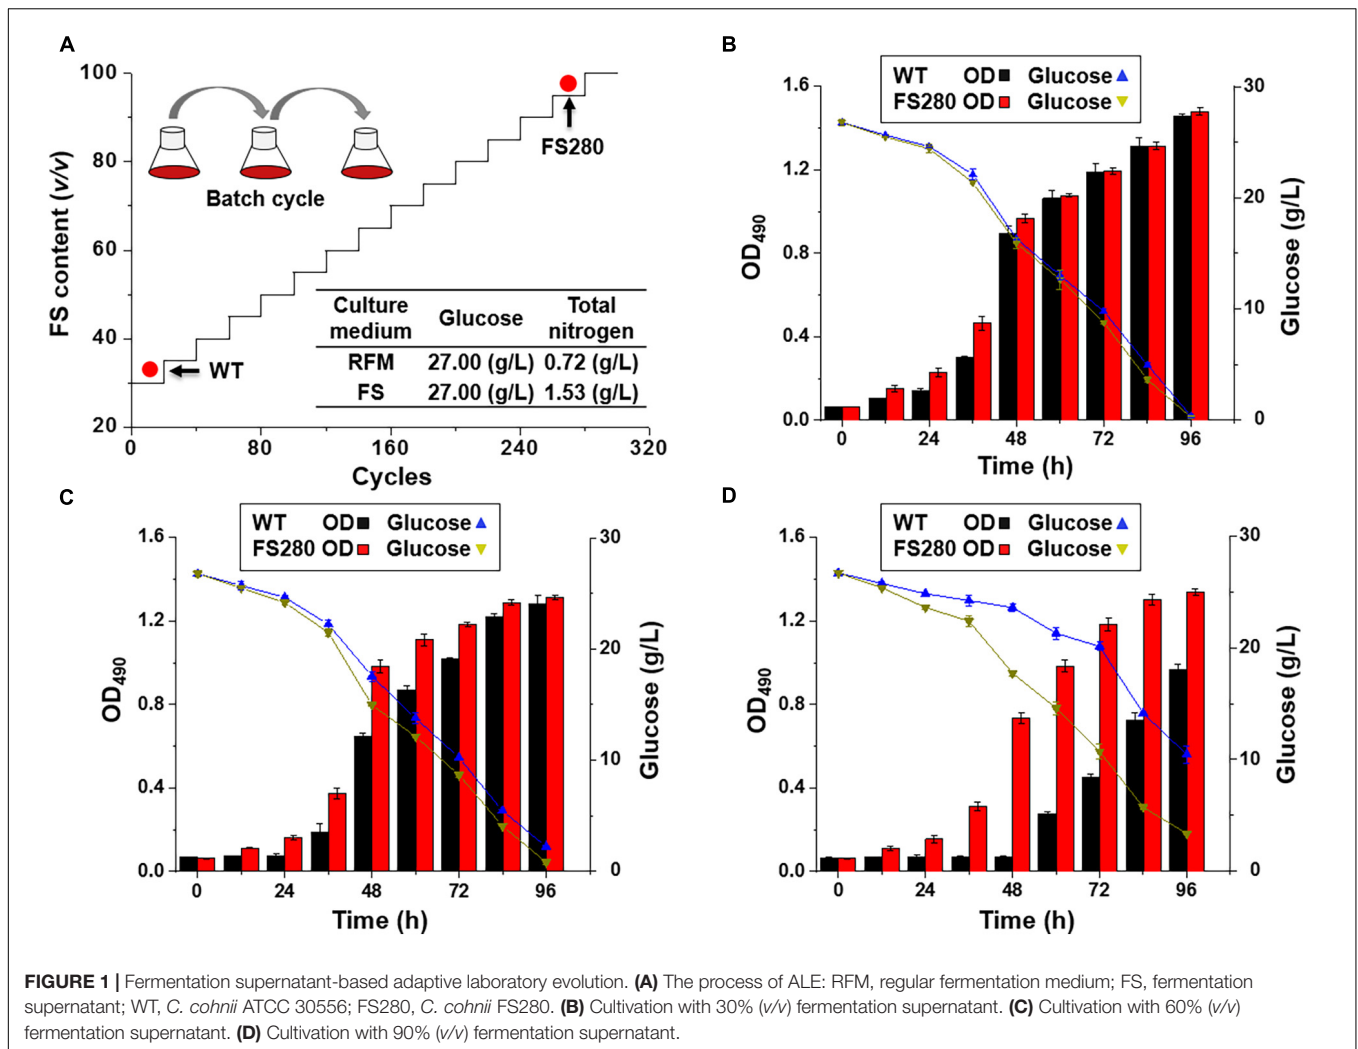 A
FS content (v/v)
100
80
60
40
20
0
80
160
240
320
Cycles
Batch cycle
FS280
WT
Culture medium Glucose Total nitrogen
RFM 27.00 (g/L) 0.72 (g/L)
FS 27.00 (g/L) 1.53 (g/L)
B
WT OD Glucose
FS280 OD Glucose
OD490
1.6
1.2
0.8
0.4
0.0
30
20
10
0
Glucose (g/L)
0
24
48
72
96
Time (h)
C
WT OD Glucose
FS280 OD Glucose
OD490
1.6
1.2
0.8
0.4
0.0
30
20
10
0
Glucose (g/L)
0
24
48
72
96
Time (h)
D
WT OD Glucose
FS280 OD Glucose
OD490
1.6
1.2
0.8
0.4
0.0
30
20
10
0
Glucose (g/L)
0
24
48
72
96
Time (h)
FIGURE 1 | Fermentation supernatant-based adaptive laboratory evolution. (A) The process of ALE: RFM, regular fermentation medium; FS, fermentation
supernatant; WT, C. cohnii ATCC 30556; FS280, C. cohnii FS280. (B) Cultivation with 30% (v/v) fermentation supernatant. (C) Cultivation with 60% (v/v)
fermentation supernatant. (D) Cultivation with 90% (v/v) fermentation supernatant.